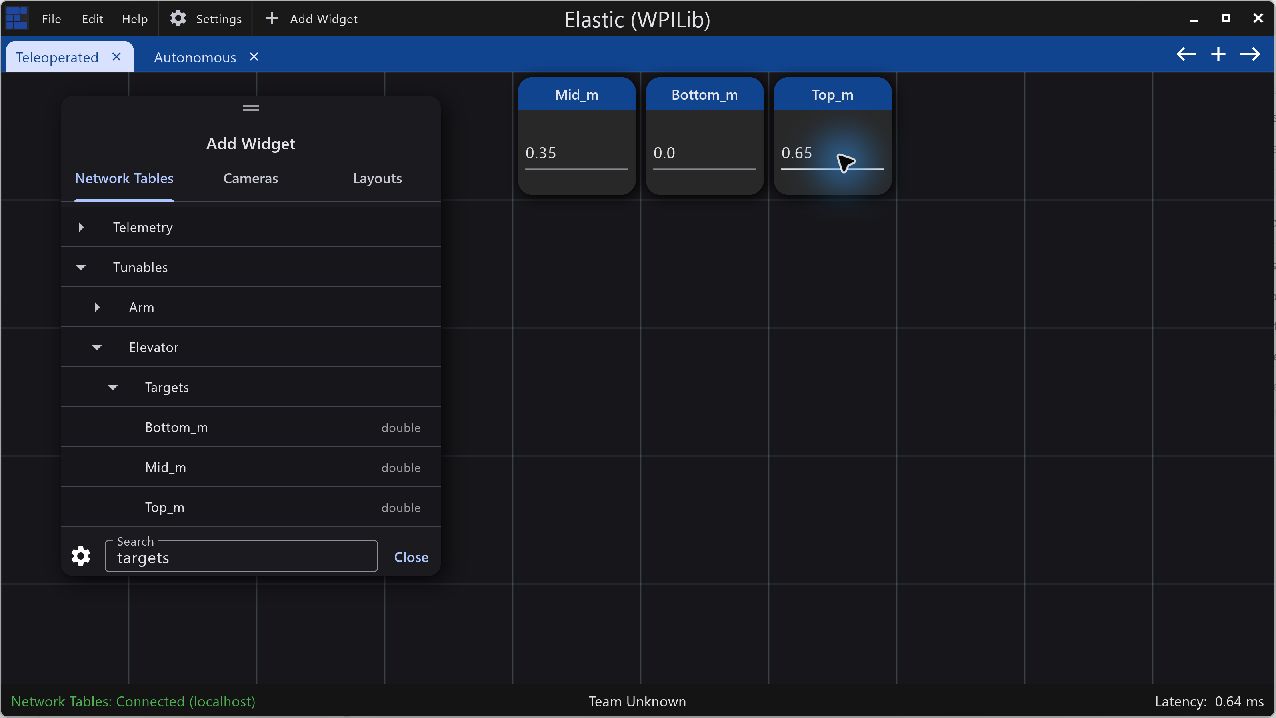 File Edit Help Settings Add Widget Elastic (WPILib)
Teleoperated Autonomous
Add Widget
Network Tables Cameras Layouts
Telemetry
Tunables
Arm
Elevator
Targets
Bottom_m double
Mid_m double
Top_m double
Search
targets Close
Mid_m Bottom_m Top_m
0.35 0.0 0.65
Network Tables: Connected (localhost) Team Unknown Latency: 0.64 ms